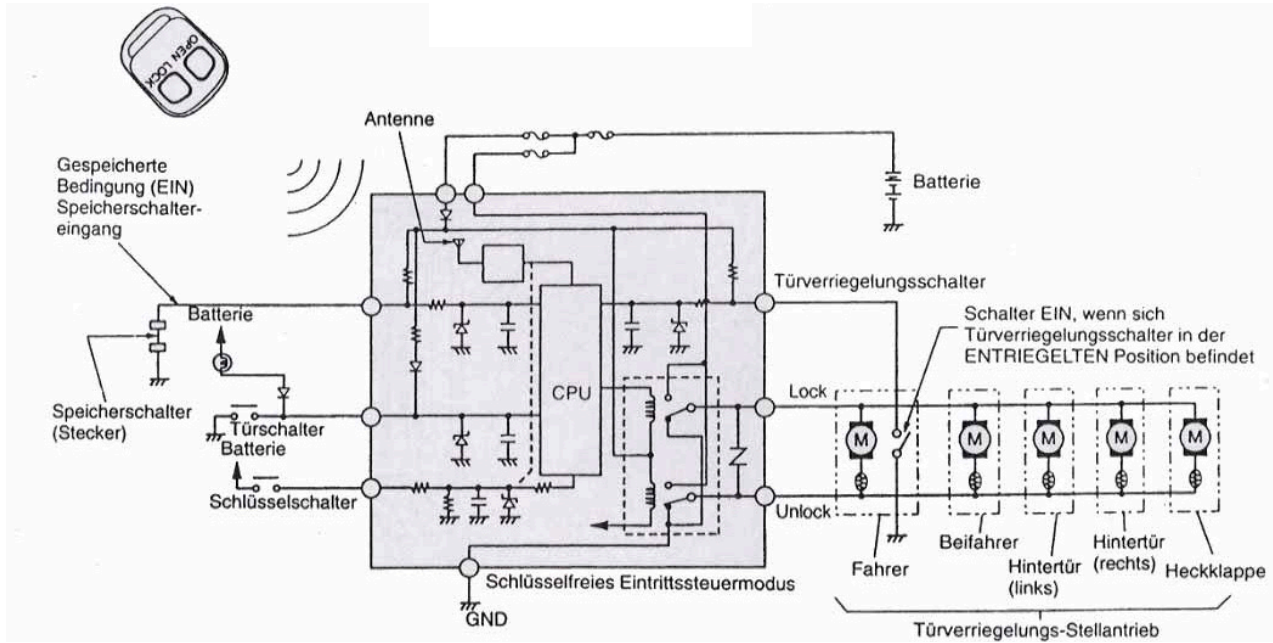 OPEN LOCK
Antenne
Gespeicherte
Bedingung (EIN)
Speicherschalter-
eingang
Batterie
Türverriegelungsschalter
Batterie
Schalter EIN, wenn sich
Türverriegelungsschalter in der
ENTRIEGELTEN Position befindet
Speicherschalter
(Stecker)
Türschalter
Batterie
Schlüsselschalter
CPU
Lock
M
M
M
M
M
Unlock
Fahrer
Beifahrer
Hintertür
(links)
Hintertür
(rechts)
Heckklappe
Schlüsselfreies Eintrittssteuermodus
GND
Türverriegelungs-Stellantrieb